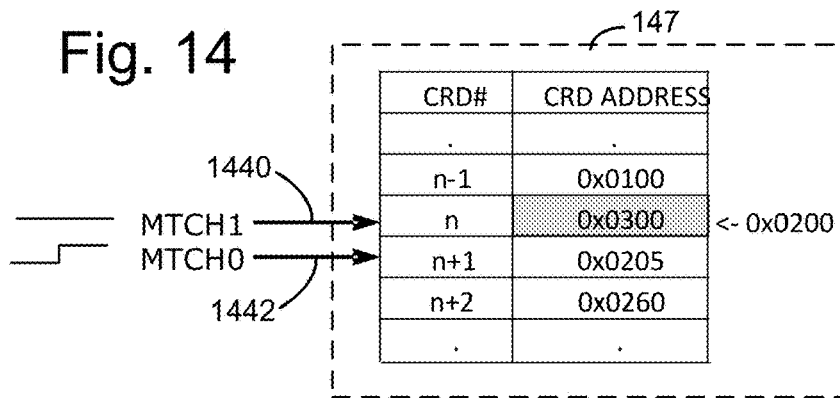 Fig. 14
147
CRD# CRD ADDRESS
. .
n-1 0x0100
1440
MTCH1 n 0x0300 <- 0x0200
MTCH0 n+1 0x0205
1442 n+2 0x0260
. .